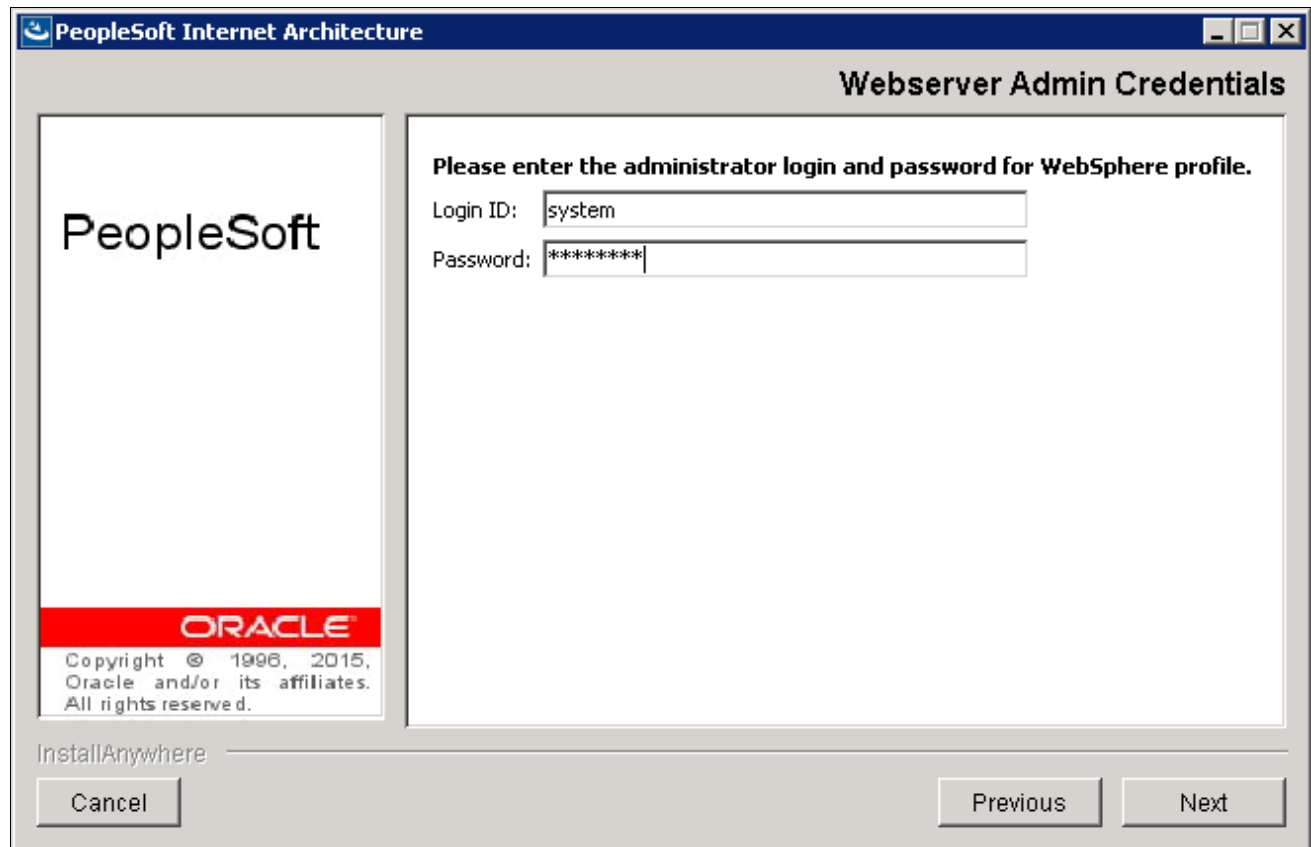 PeopleSoft Internet Architecture
Webserver Admin Credentials
PeopleSoft
ORACLE
Copyright © 1996, 2015,
Oracle and/or its affiliates.
All rights reserved.
Please enter the administrator login and password for WebSphere profile.
Login ID: system
Password: ********
InstallAnywhere
Cancel Previous Next